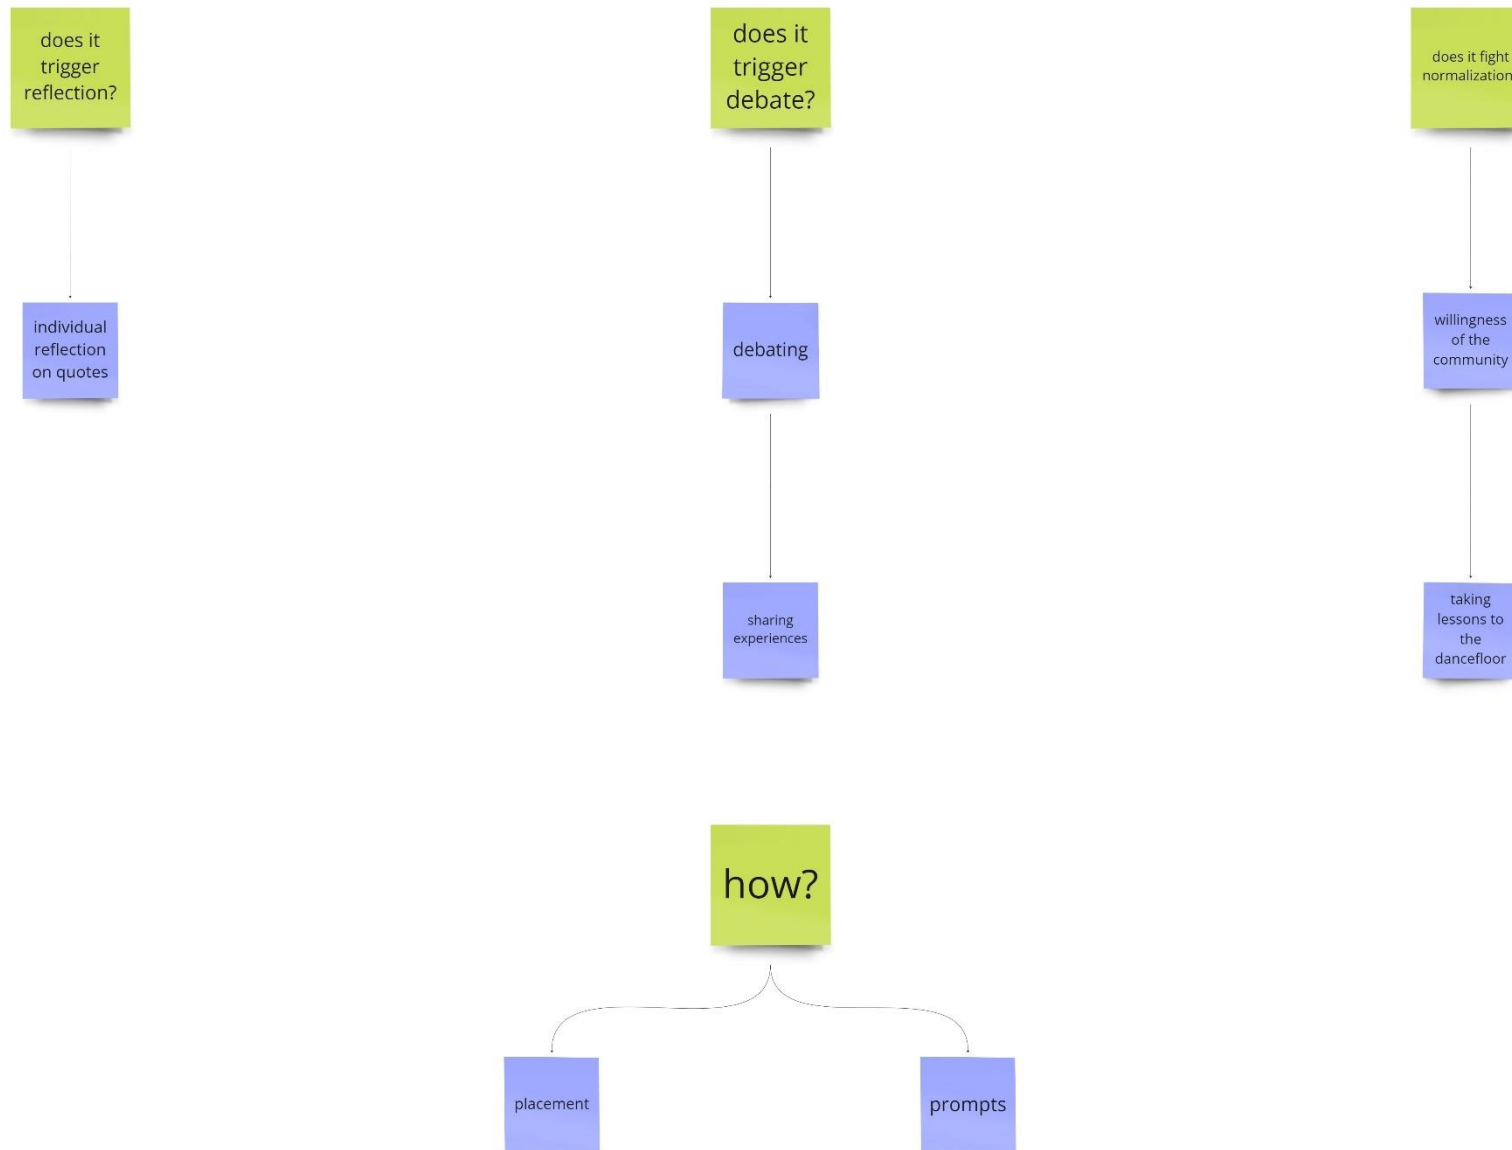 does it
trigger
reflection?
does it
trigger
debate?
does it fight
normalization
individual
reflection
on quotes
debating
willingness
of the
community
sharing
experiences
taking
lessons to
the
dancefloor
how?
placement
prompts